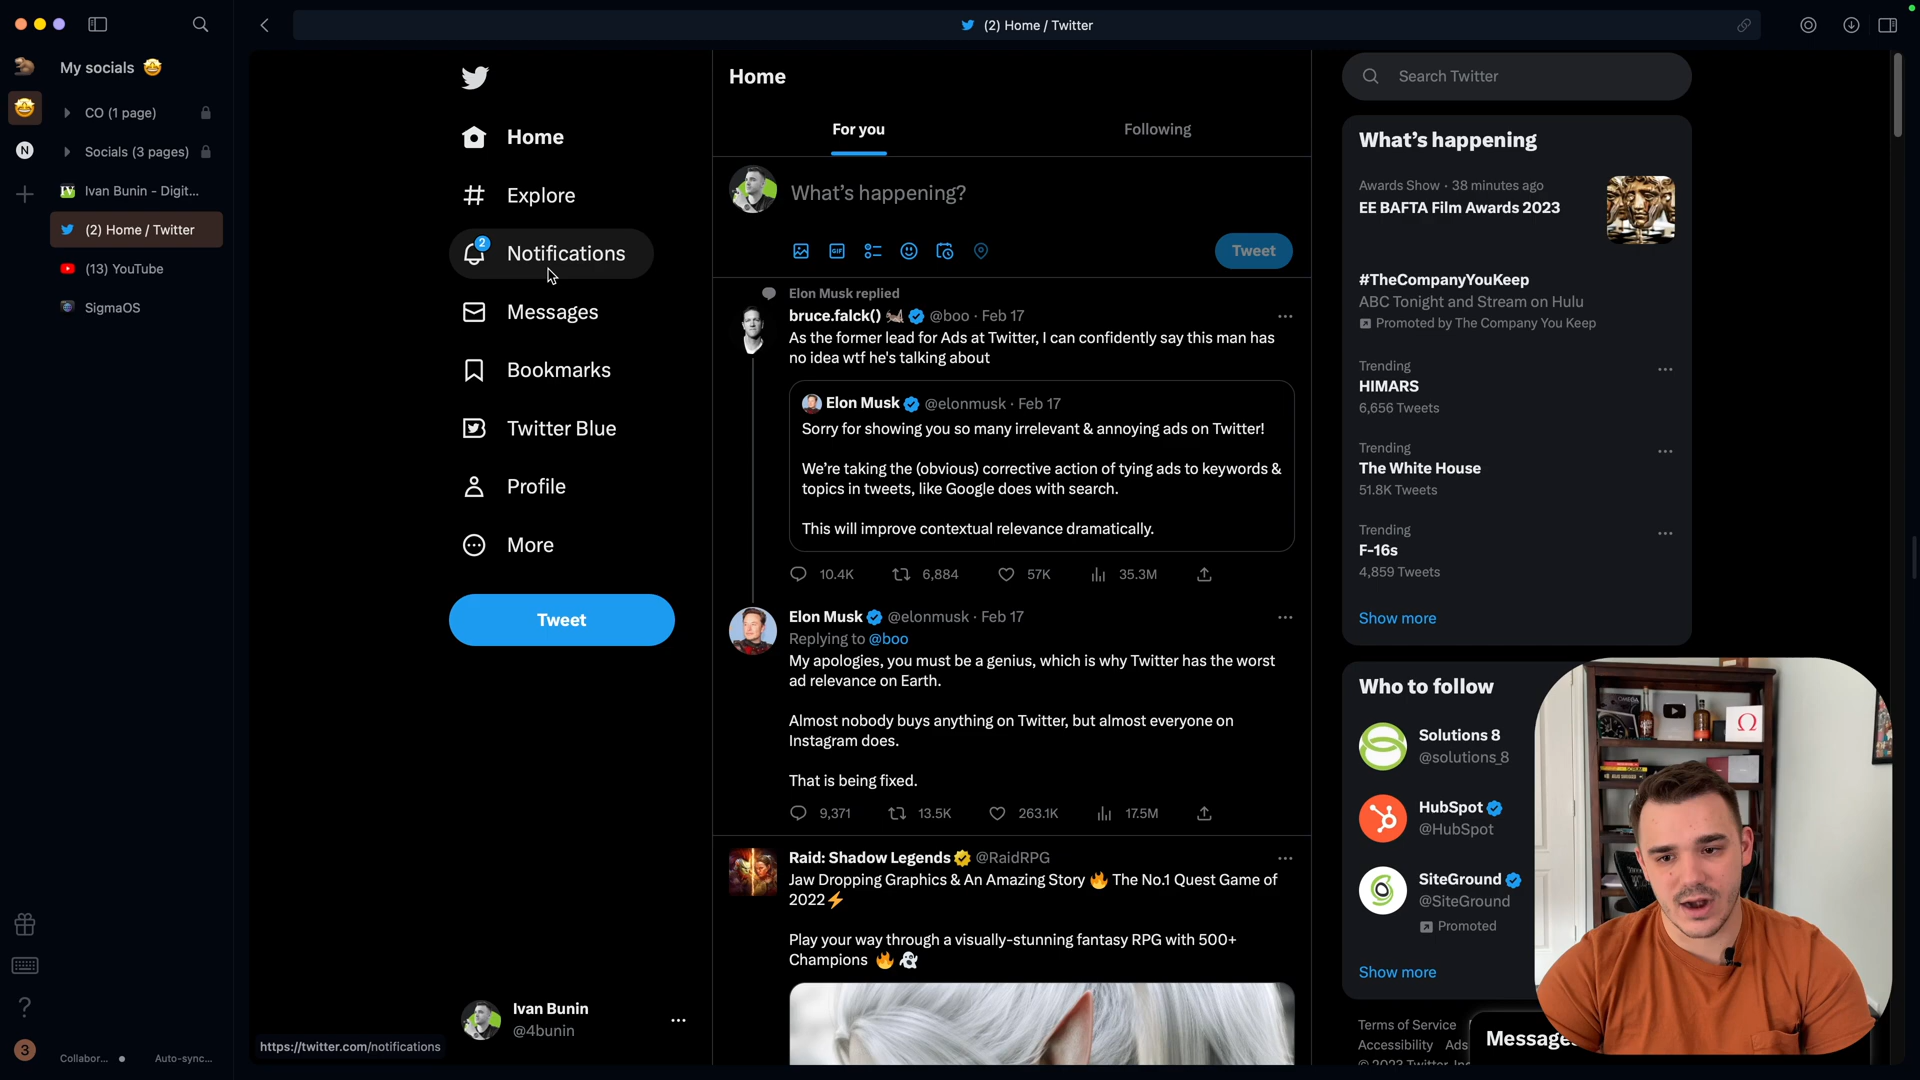 My socials
CO (1 page)
Socials (3 pages)
N
Ivan Bunin - Digit...
(2) Home / Twitter
(13) YouTube
SigmaOS
3
Collabor...
Auto-sync...
(2) Home / Twitter
Home
Explore
2
Notifications
Messages
Bookmarks
Twitter Blue
Profile
More
Tweet
Ivan Bunin
@4bunin
https://twitter.com/notifications
Home
For you
Following
What's happening?
GIF
Tweet
Elon Musk replied
bruce.falck() @boo · Feb 17
As the former lead for Ads at Twitter, I can confidently say this man has
no idea wtf he's talking about
Elon Musk @elonmusk · Feb 17
Sorry for showing you so many irrelevant & annoying ads on Twitter!
We're taking the (obvious) corrective action of tying ads to keywords &
topics in tweets, like Google does with search.
This will improve contextual relevance dramatically.
10.4K 6,884 57K 35.3M
Elon Musk @elonmusk · Feb 17
Replying to @boo
My apologies, you must be a genius, which is why Twitter has the worst
ad relevance on Earth.
Almost nobody buys anything on Twitter, but almost everyone on
Instagram does.
That is being fixed.
9,371 13.5K 263.1K 17.5M
Raid: Shadow Legends @RaidRPG
Jaw Dropping Graphics & An Amazing Story 🔥 The No.1 Quest Game of
2022⚡
Play your way through a visually-stunning fantasy RPG with 500+
Champions 🔥 👻
Search Twitter
What's happening
Awards Show · 38 minutes ago
EE BAFTA Film Awards 2023
#TheCompanyYouKeep
ABC Tonight and Stream on Hulu
Promoted by The Company You Keep
Trending
HIMARS
6,656 Tweets
Trending
The White House
51.8K Tweets
Trending
F-16s
4,859 Tweets
Show more
Who to follow
Solutions 8
@solutions_8
HubSpot
@HubSpot
SiteGround
@SiteGround
Promoted
Show more
Terms of Service
Accessibility Ads
Messages
Ω